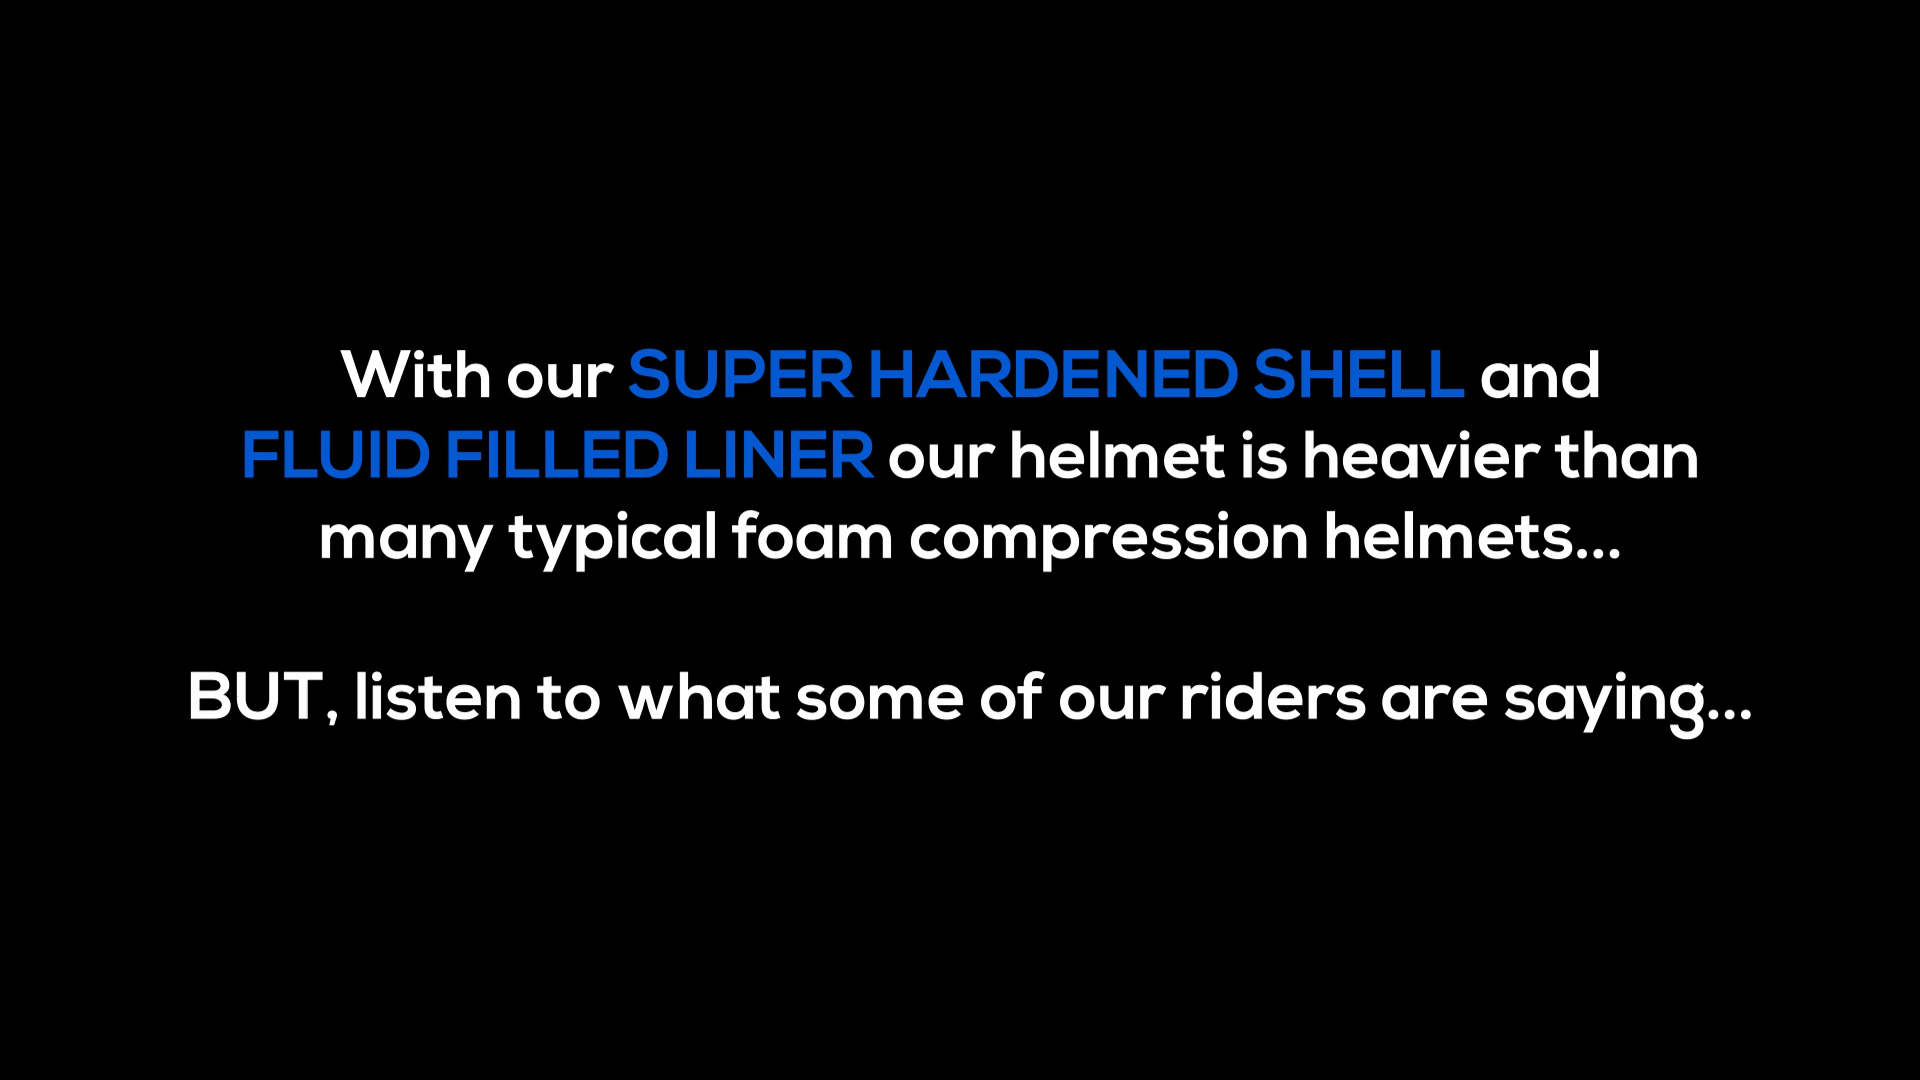 With our SUPER HARDENED SHELL and
FLUID FILLED LINER our helmet is heavier than
many typical foam compression helmets...
BUT, listen to what some of our riders are saying...